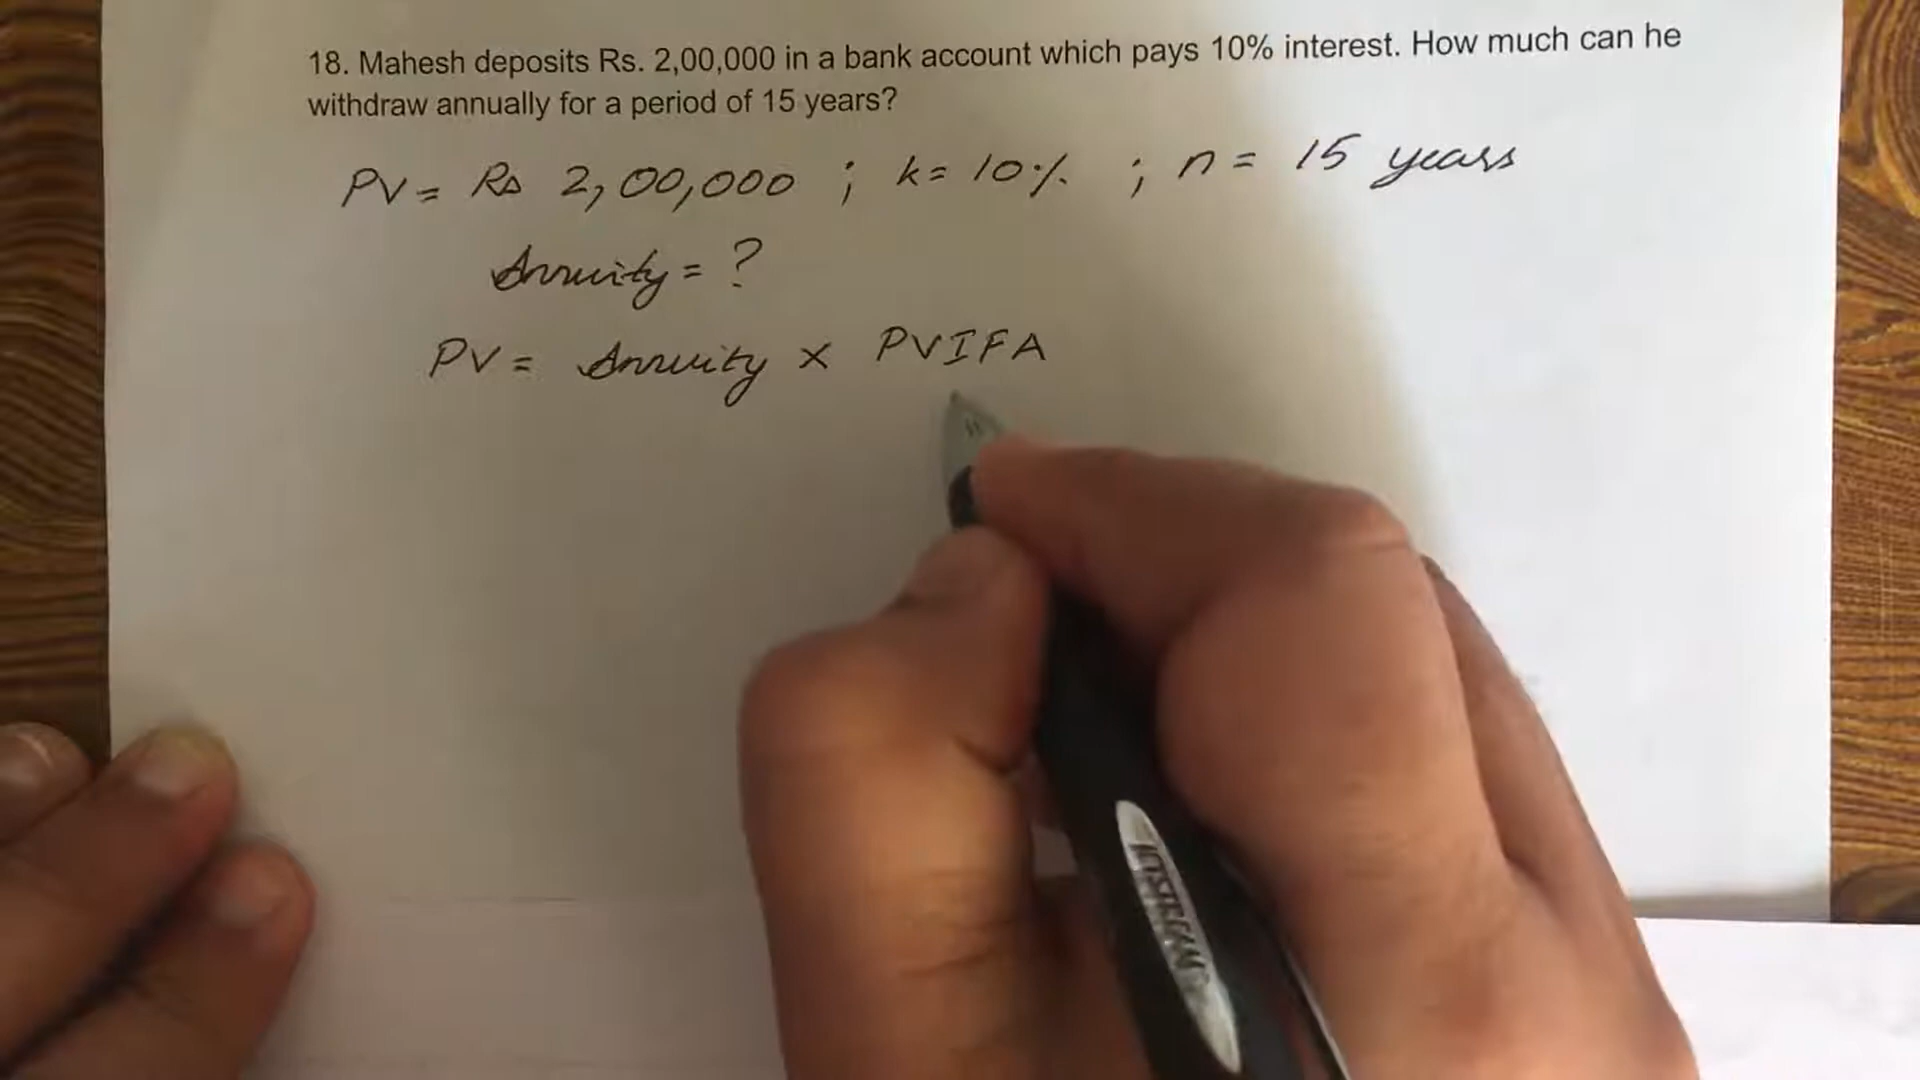 18. Mahesh deposits Rs. 2,00,000 in a bank account which pays 10% interest. How much can he
withdraw annually for a period of 15 years?
PV = Rs 2,00,000 ; k = 10% ; n = 15 years
Annuity = ?
PV = Annuity x PVIFA
JETSTREAM